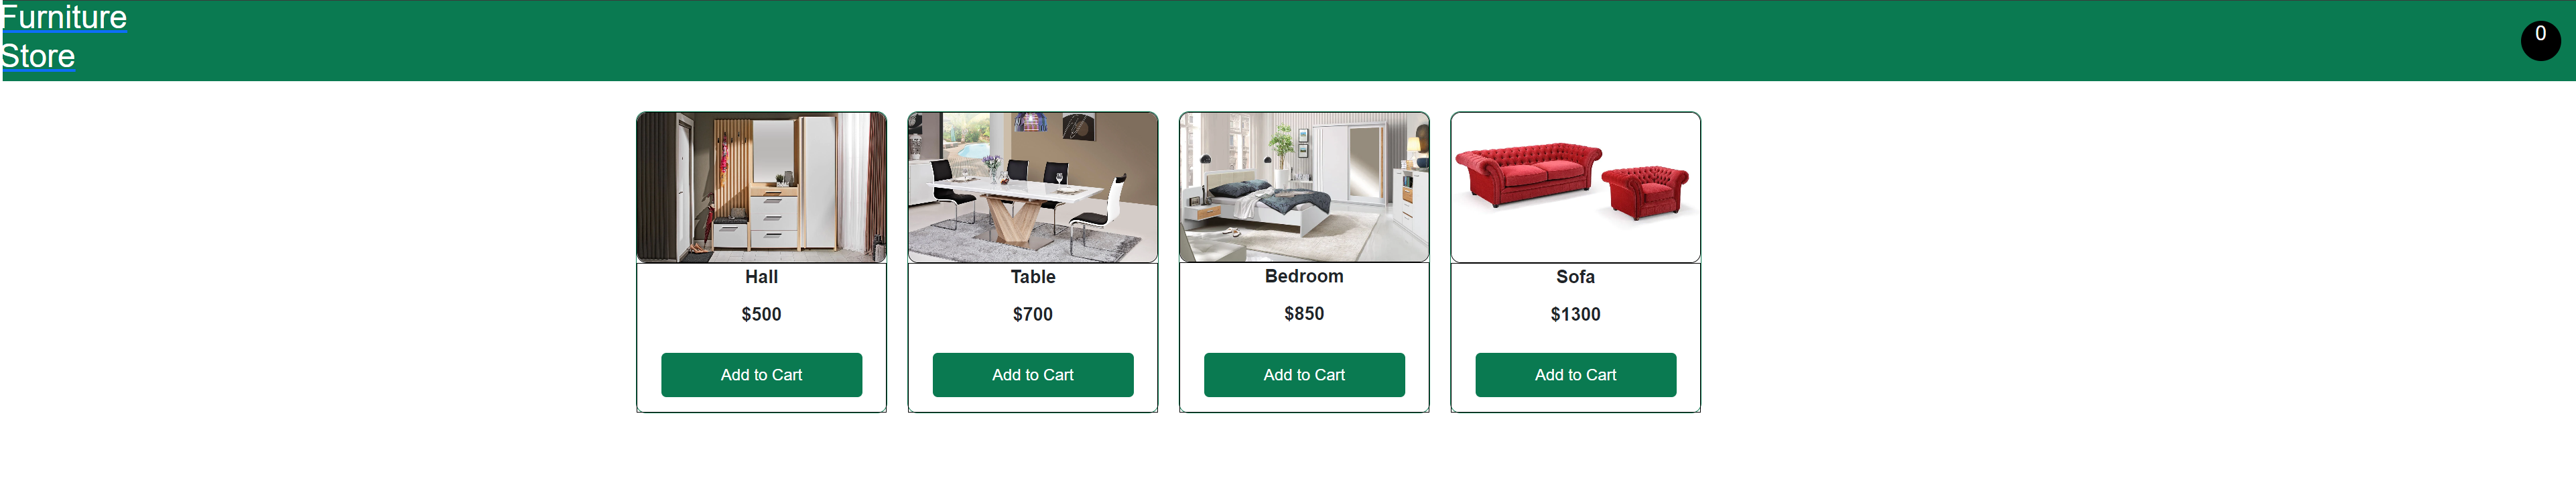 Furniture
Store
0
Hall
Table
Bedroom
Sofa
$500
$700
$850
$1300
Add to Cart
Add to Cart
Add to Cart
Add to Cart